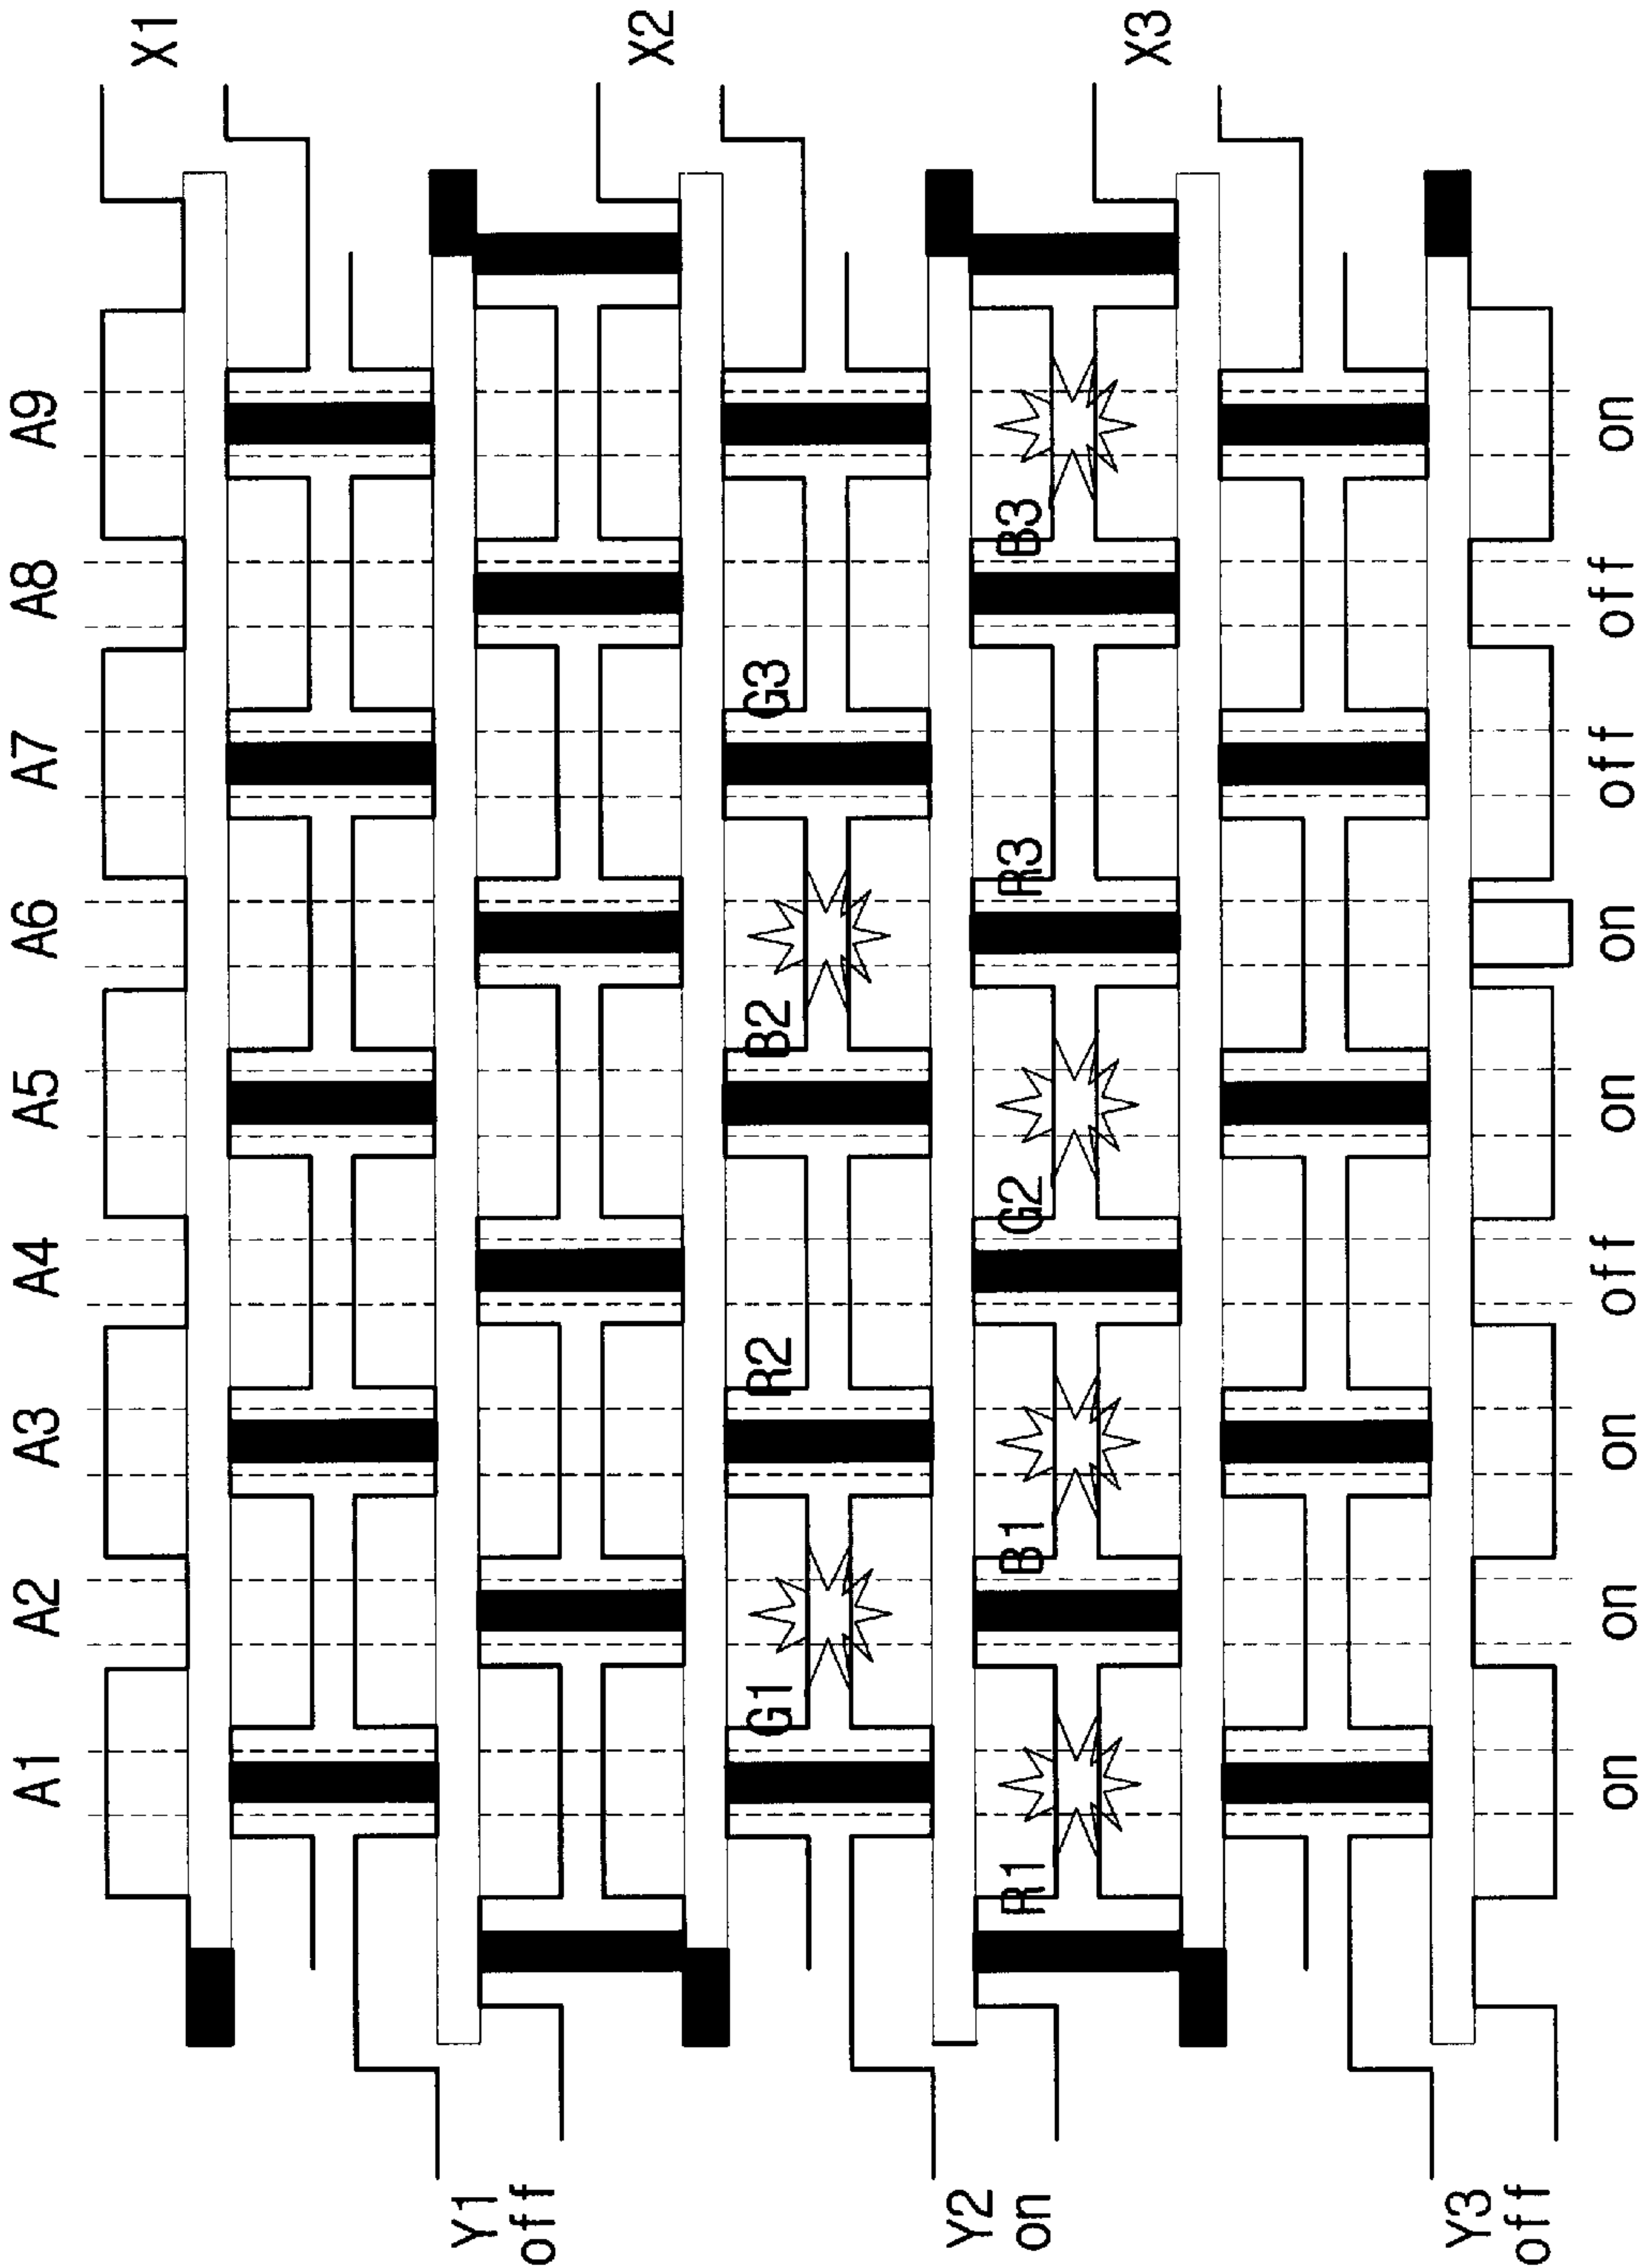 A1 A2 A3 A4 A5 A6 A7 A8 A9
X1
Y1
off
X2
G1 R2 B2 G3
Y2
on
R1 B1 G2 R3 B3
X3
Y3
off
on on on off on on off off on